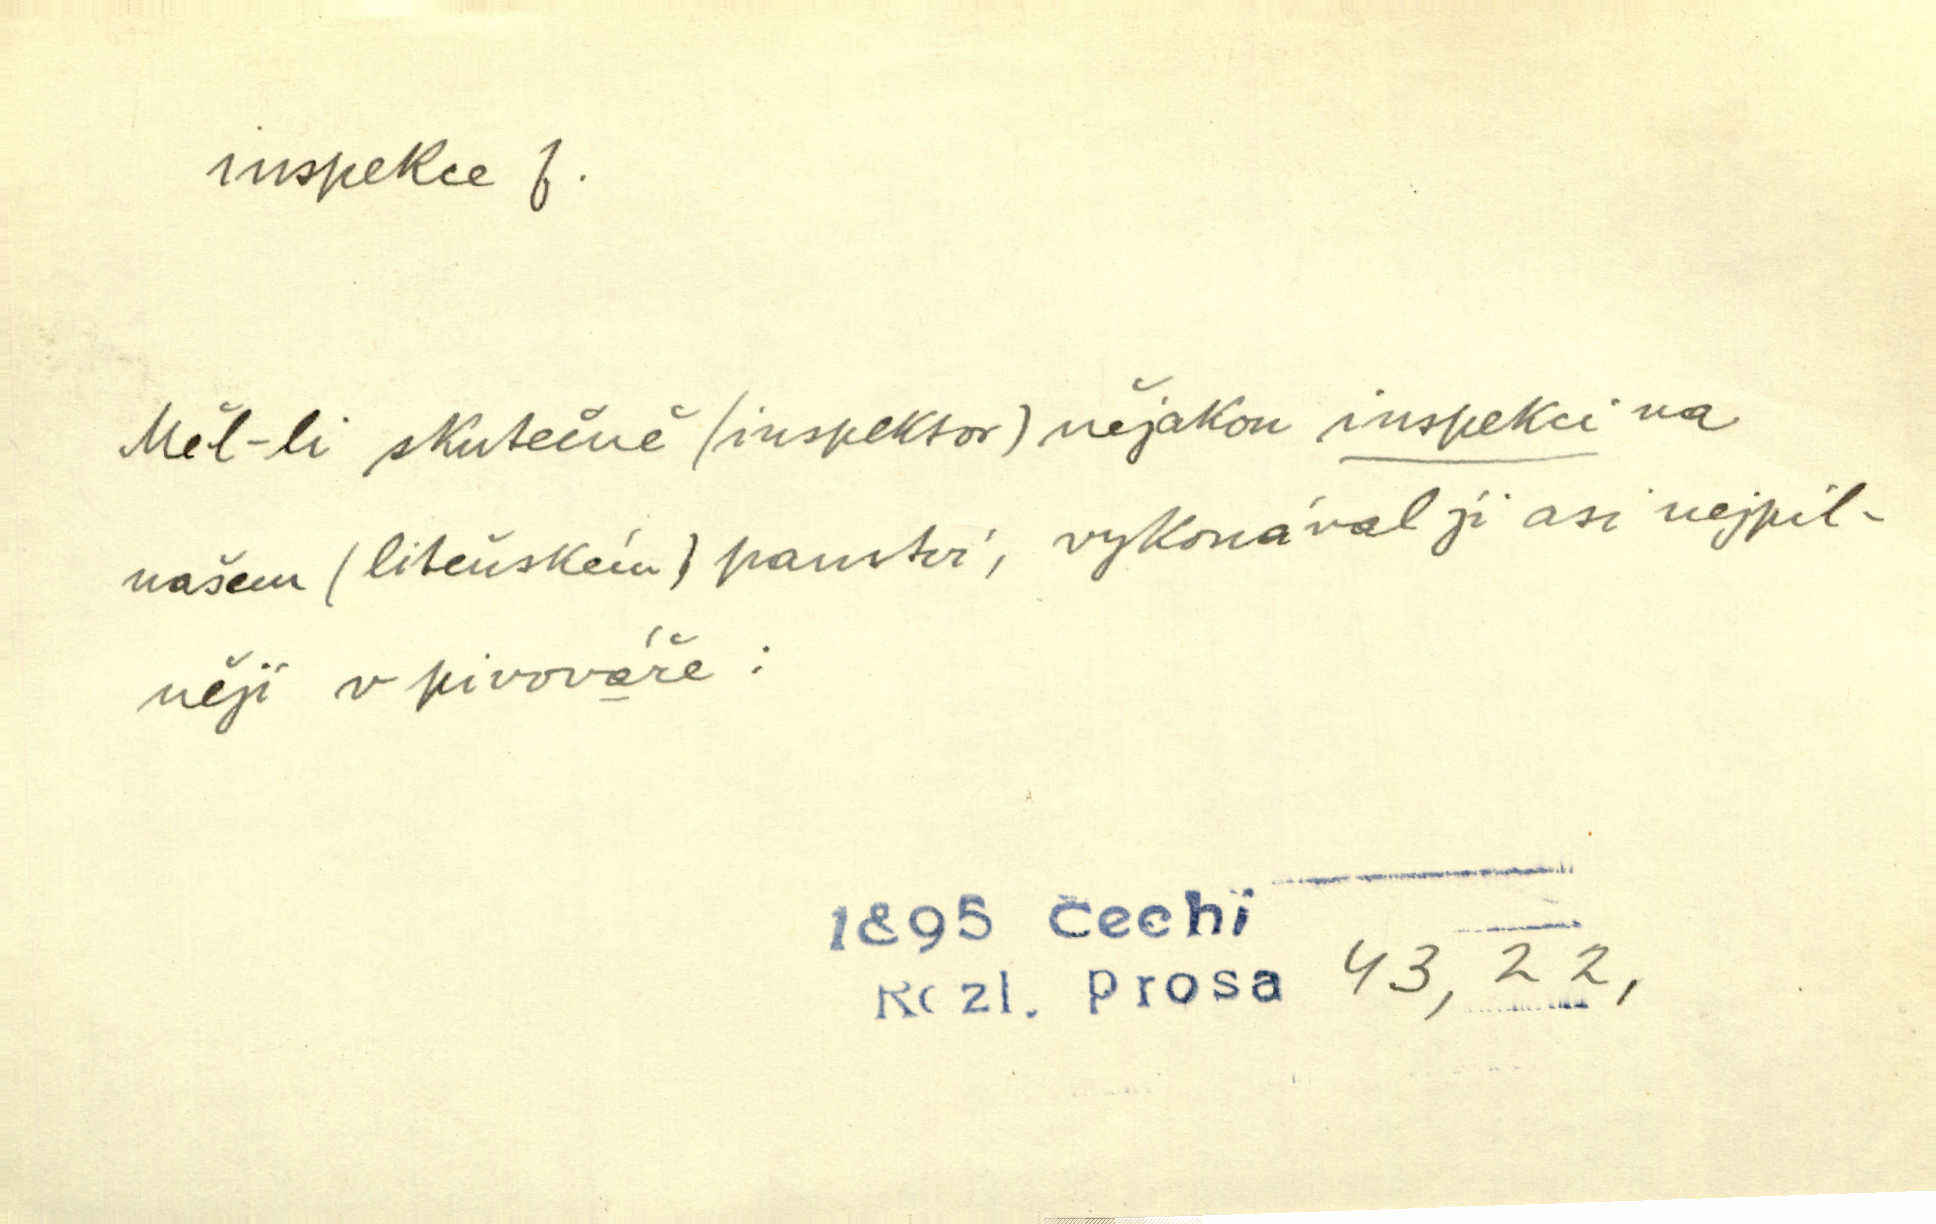 inspekce f.
Měl-li skutečně (inspektor) nějakou inspekci na
našem (liteňském) panství, vykonával ji asi nejpil-
něji v pivováře:
1895 Čechi
Rozl. Prosa 43, 22,